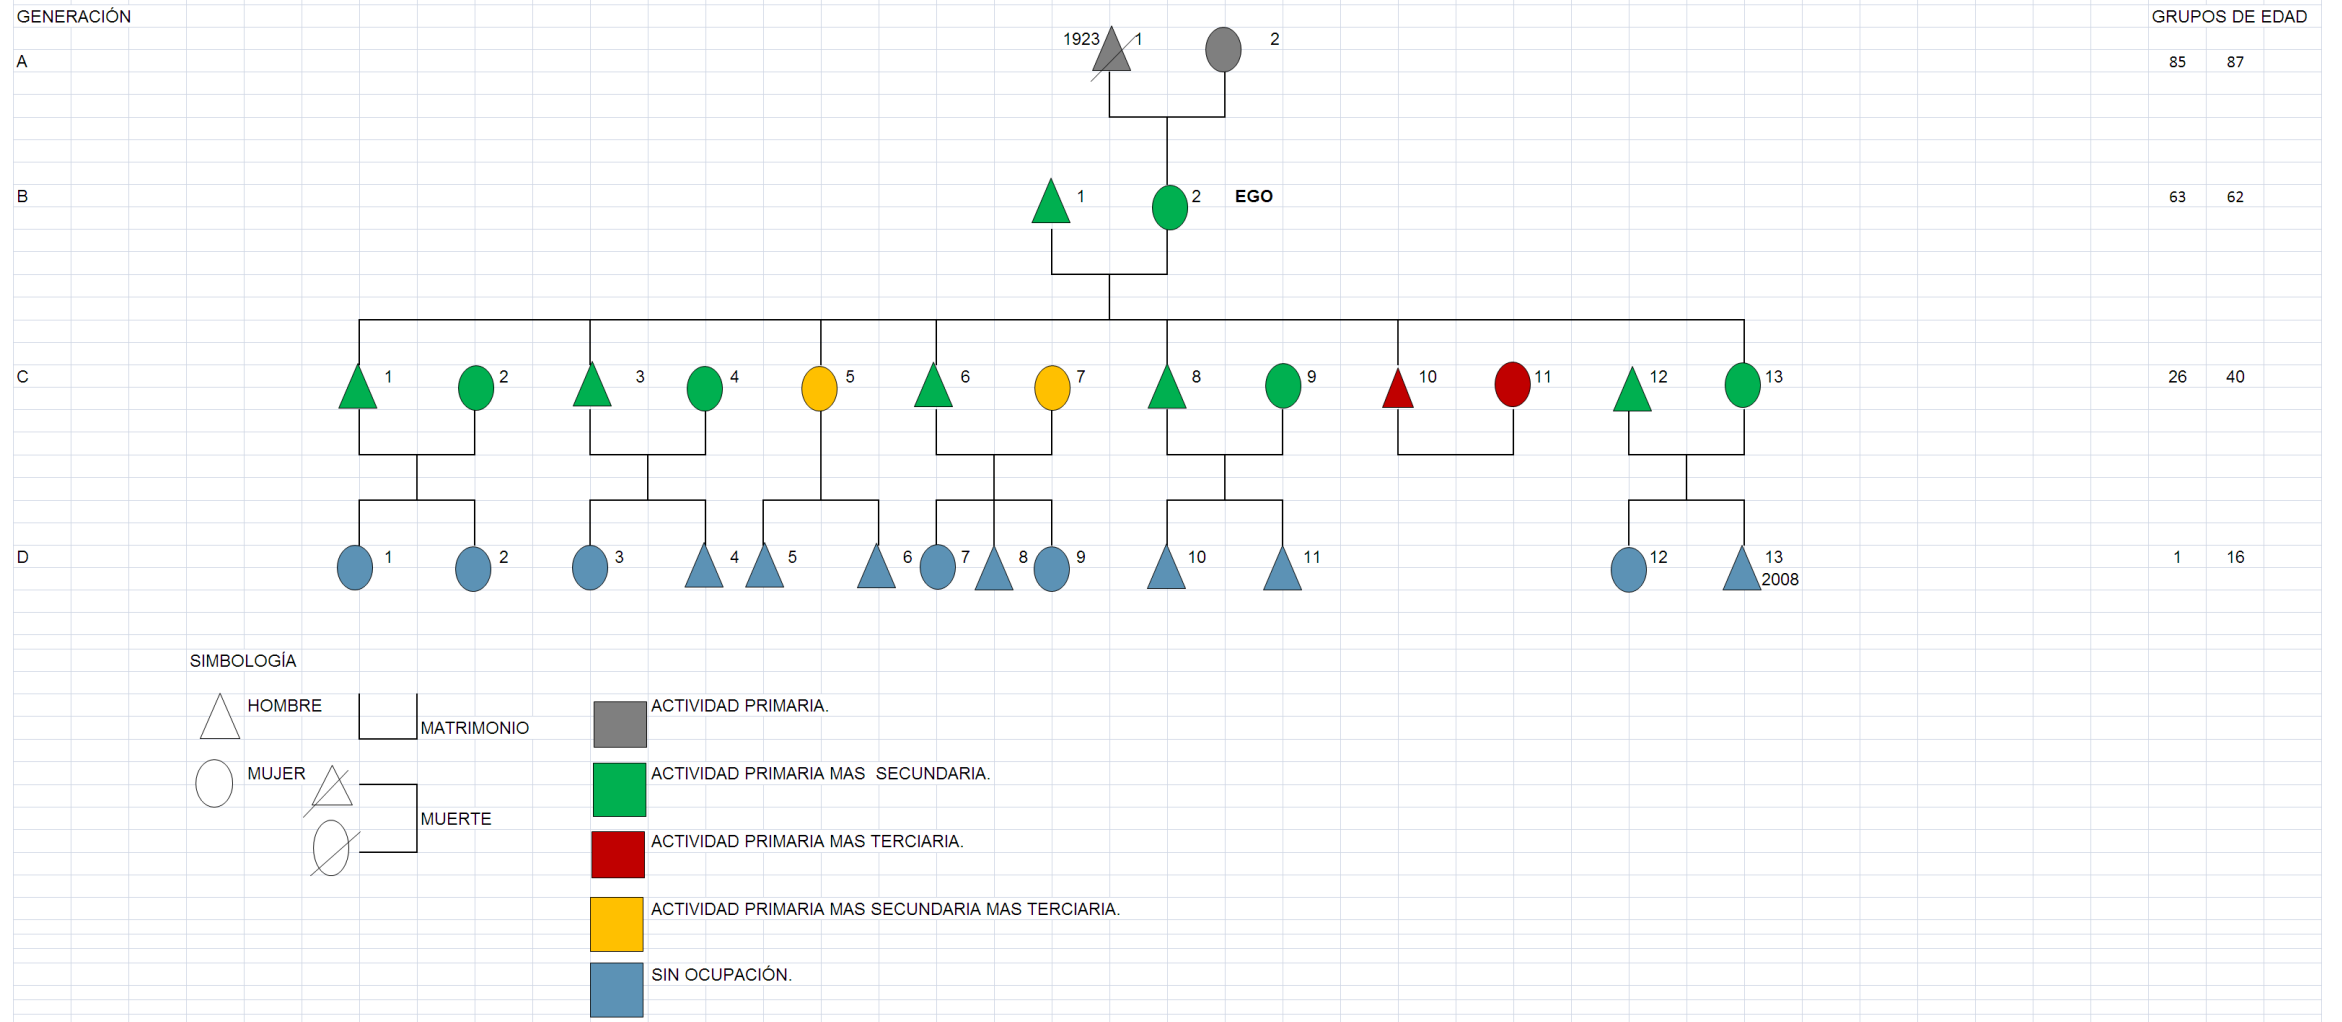 GENERACIÓN GRUPOS DE EDAD
1923 1 2
A 85 87
B 1 2 EGO 63 62
C 1 2 3 4 5 6 7 8 9 10 11 12 13 26 40
D 1 2 3 4 5 6 7 8 9 10 11 12 13 1 16
2008
SIMBOLOGÍA
HOMBRE
MATRIMONIO
MUJER
MUERTE
ACTIVIDAD PRIMARIA.
ACTIVIDAD PRIMARIA MAS  SECUNDARIA.
ACTIVIDAD PRIMARIA MAS TERCIARIA.
ACTIVIDAD PRIMARIA MAS SECUNDARIA MAS TERCIARIA.
SIN OCUPACIÓN.